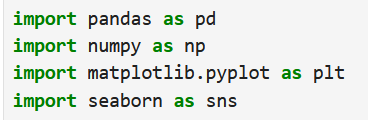 import pandas as pd
import numpy as np
import matplotlib.pyplot as plt
import seaborn as sns